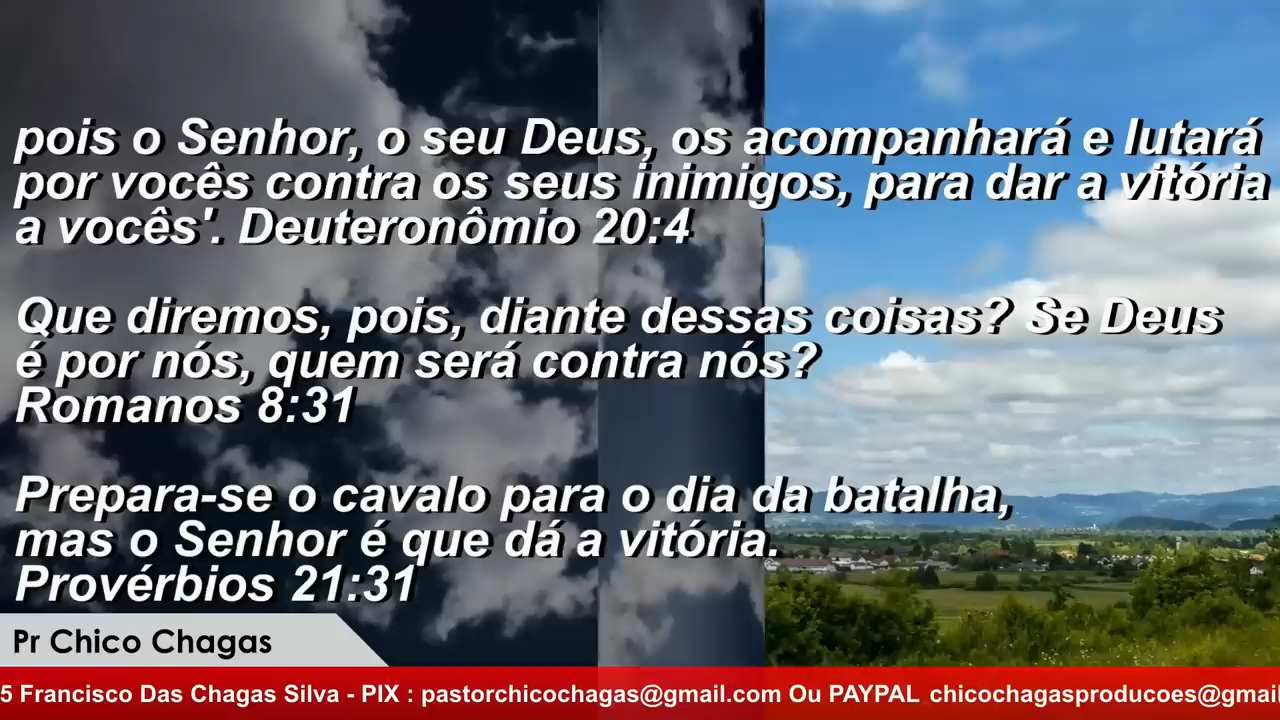 pois o Senhor, o seu Deus, os acompanhará e lutará
por vocês contra os seus inimigos, para dar a vitória
a vocês'. Deuteronômio 20:4
Que diremos, pois, diante dessas coisas? Se Deus
é por nós, quem será contra nós?
Romanos 8:31
Prepara-se o cavalo para o dia da batalha,
mas o Senhor é que dá a vitória.
Provérbios 21:31
Pr Chico Chagas
5 Francisco Das Chagas Silva - PIX : pastorchicochagas@gmail.com Ou PAYPAL chicochagasproducoes@gmail